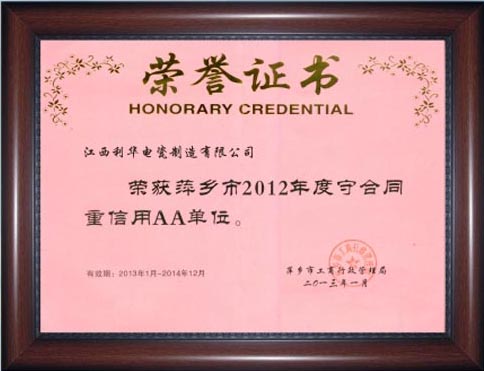 荣誉证书
HONORARY CREDENTIAL
江西利华电瓷制造有限公司
荣获萍乡市2012年度守合同
重信用AA单位。
有效期：2013年1月-2014年12月
萍乡市工商行政管理局
二〇一三年一月